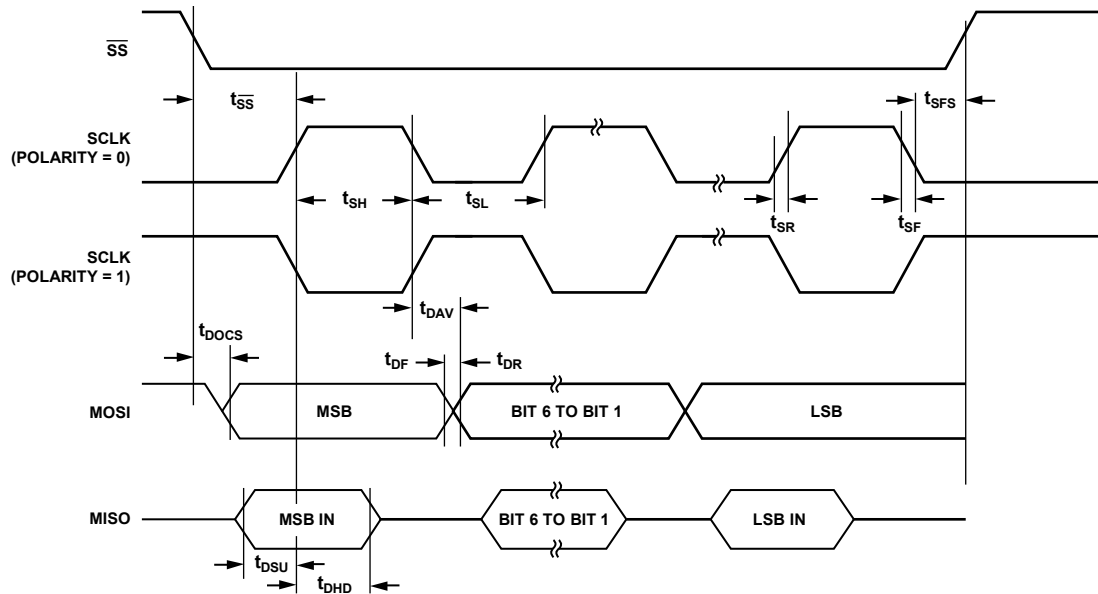 SS
tSS
tSFS
SCLK
(POLARITY = 0)
tSH
tSL
tSR
tSF
SCLK
(POLARITY = 1)
tDAV
tDOCS
tDF
tDR
MOSI
MSB
BIT 6 TO BIT 1
LSB
MISO
MSB IN
BIT 6 TO BIT 1
LSB IN
tDSU
tDHD